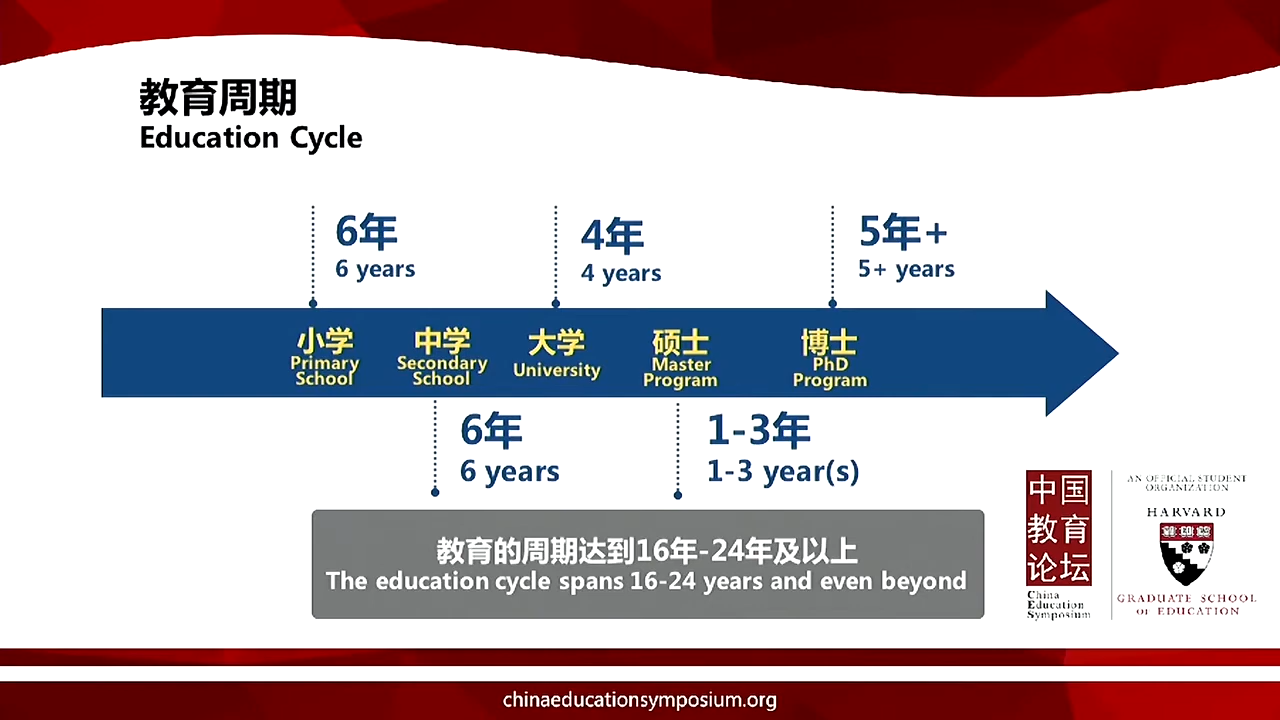 教育周期
Education Cycle
6年
6 years
4年
4 years
5年+
5+ years
小学
Primary
School
中学
Secondary
School
大学
University
硕士
Master
Program
博士
PhD
Program
6年
6 years
1-3年
1-3 year(s)
教育的周期达到16年-24年及以上
The education cycle spans 16-24 years and even beyond
中国
教育
论坛
China
Education
Symposium
AN OFFICIAL STUDENT
ORGANIZATION
HARVARD
GRADUATE SCHOOL
OF EDUCATION
chinaeducationsymposium.org